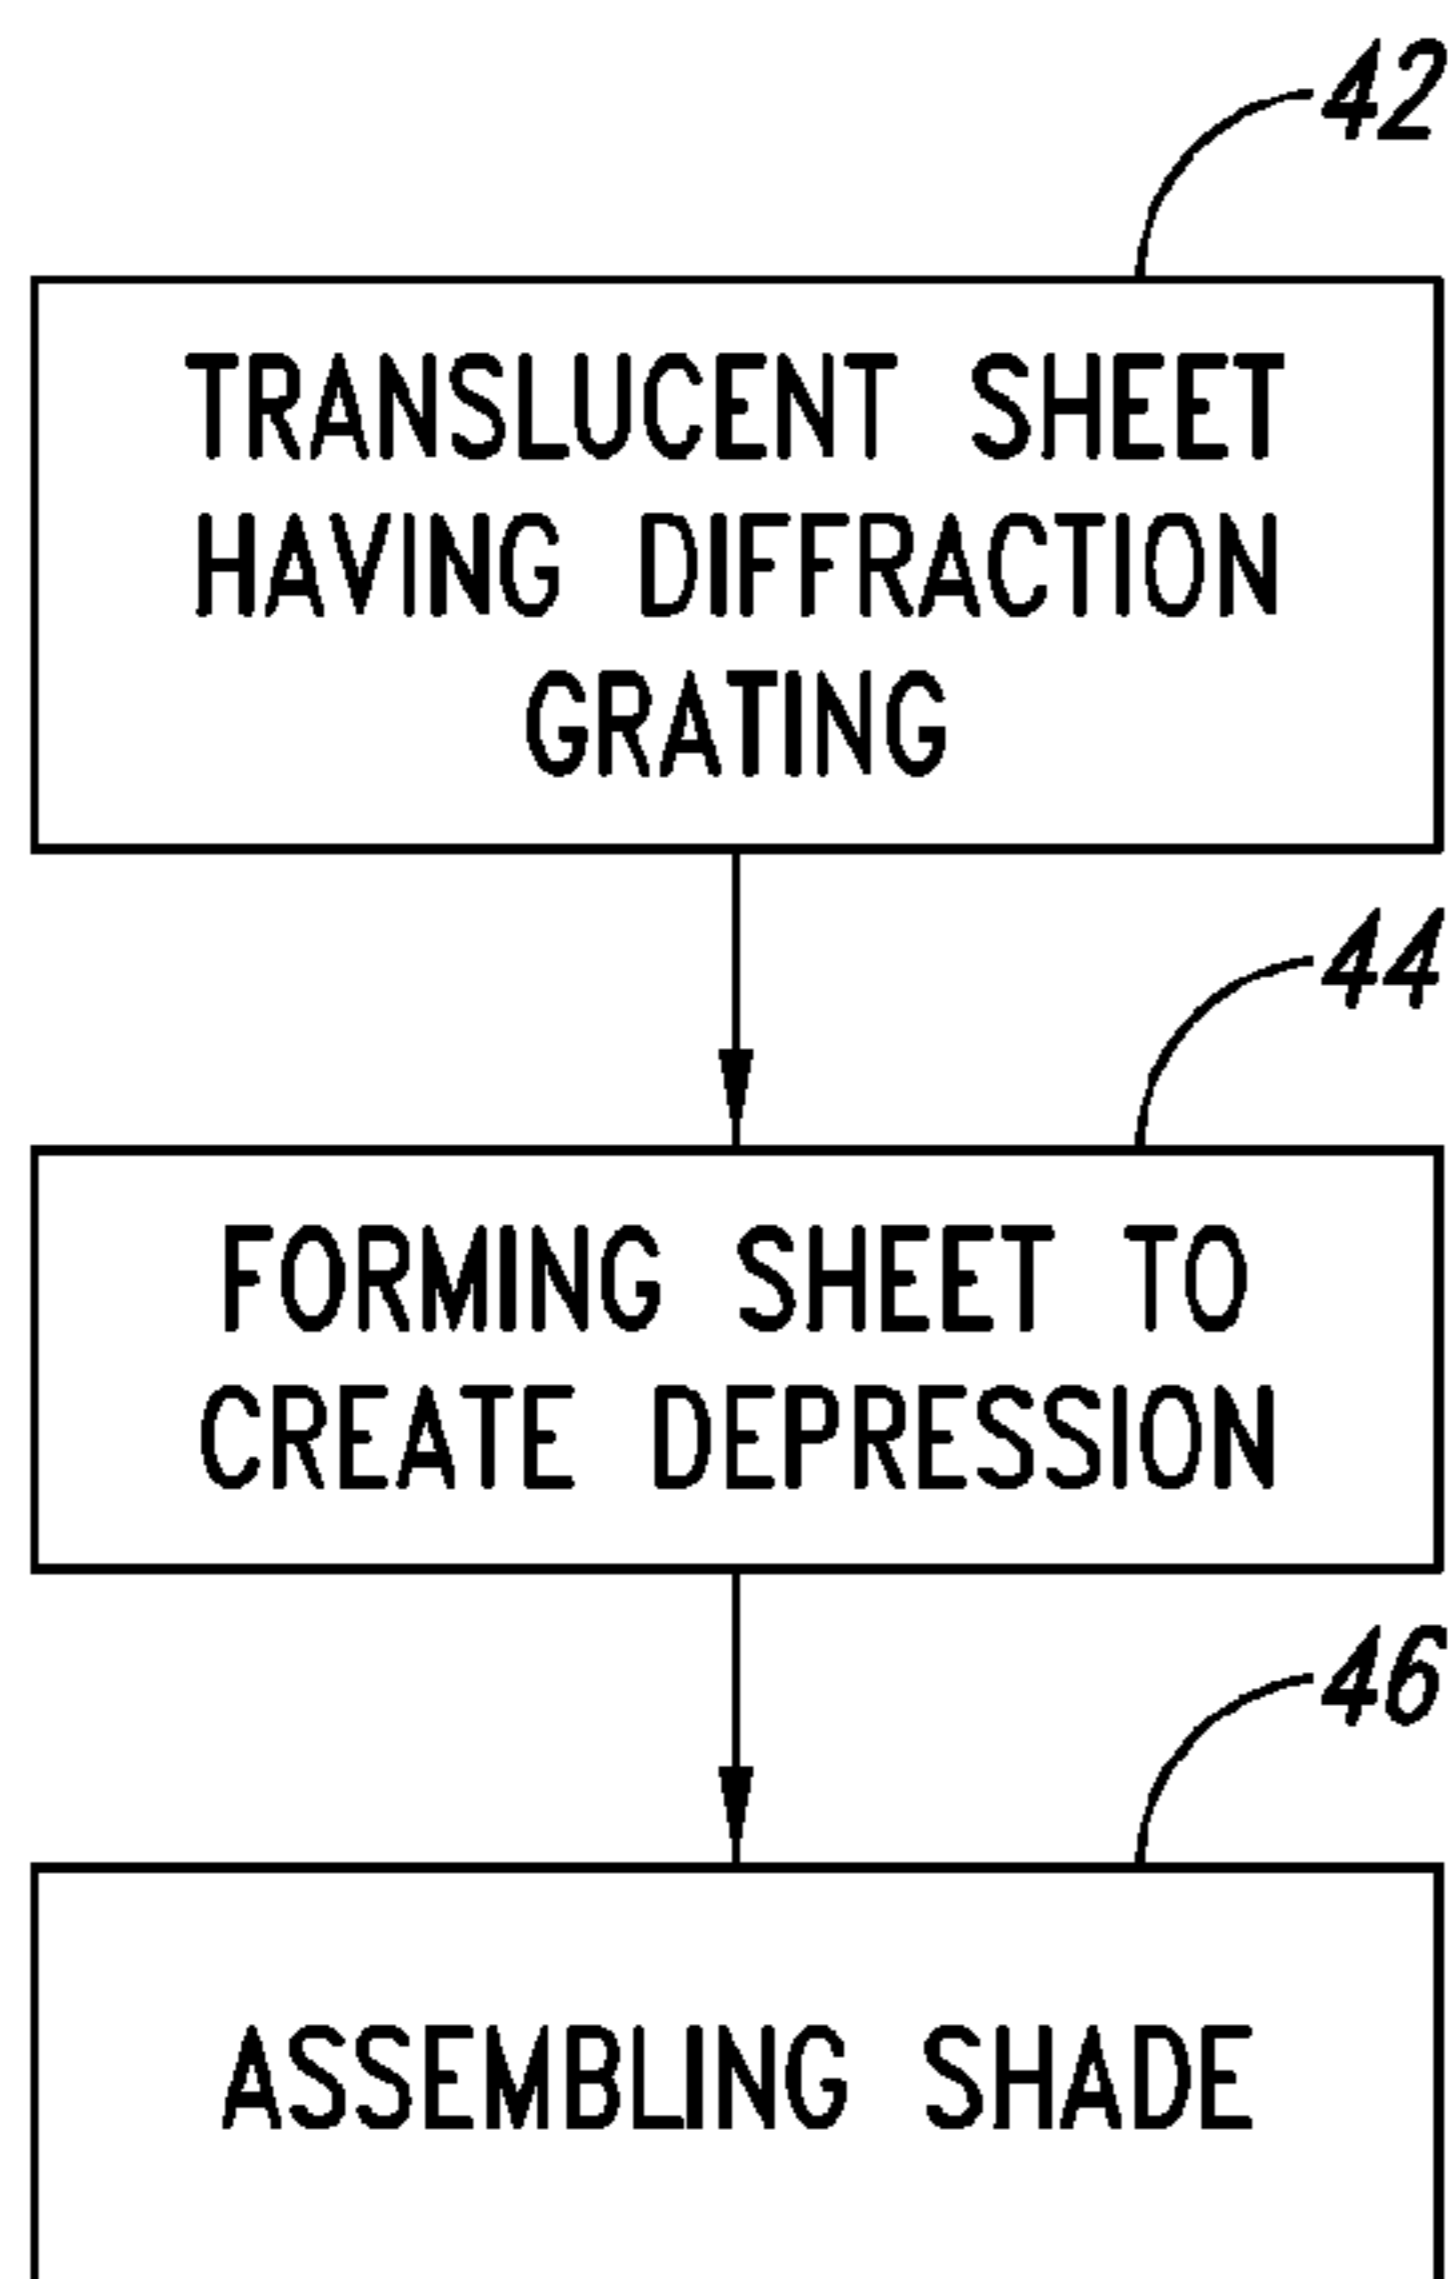 42
TRANSLUCENT SHEET
HAVING DIFFRACTION
GRATING
44
FORMING SHEET TO
CREATE DEPRESSION
46
ASSEMBLING SHADE